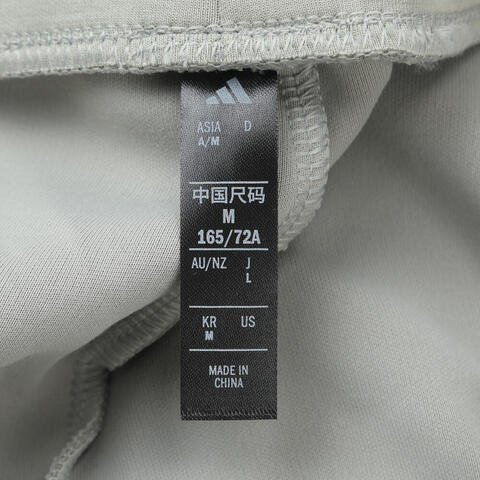 ASIA D
A/M
中国尺码
M
165/72A
AU/NZ J
L
KR US
M
MADE IN
CHINA